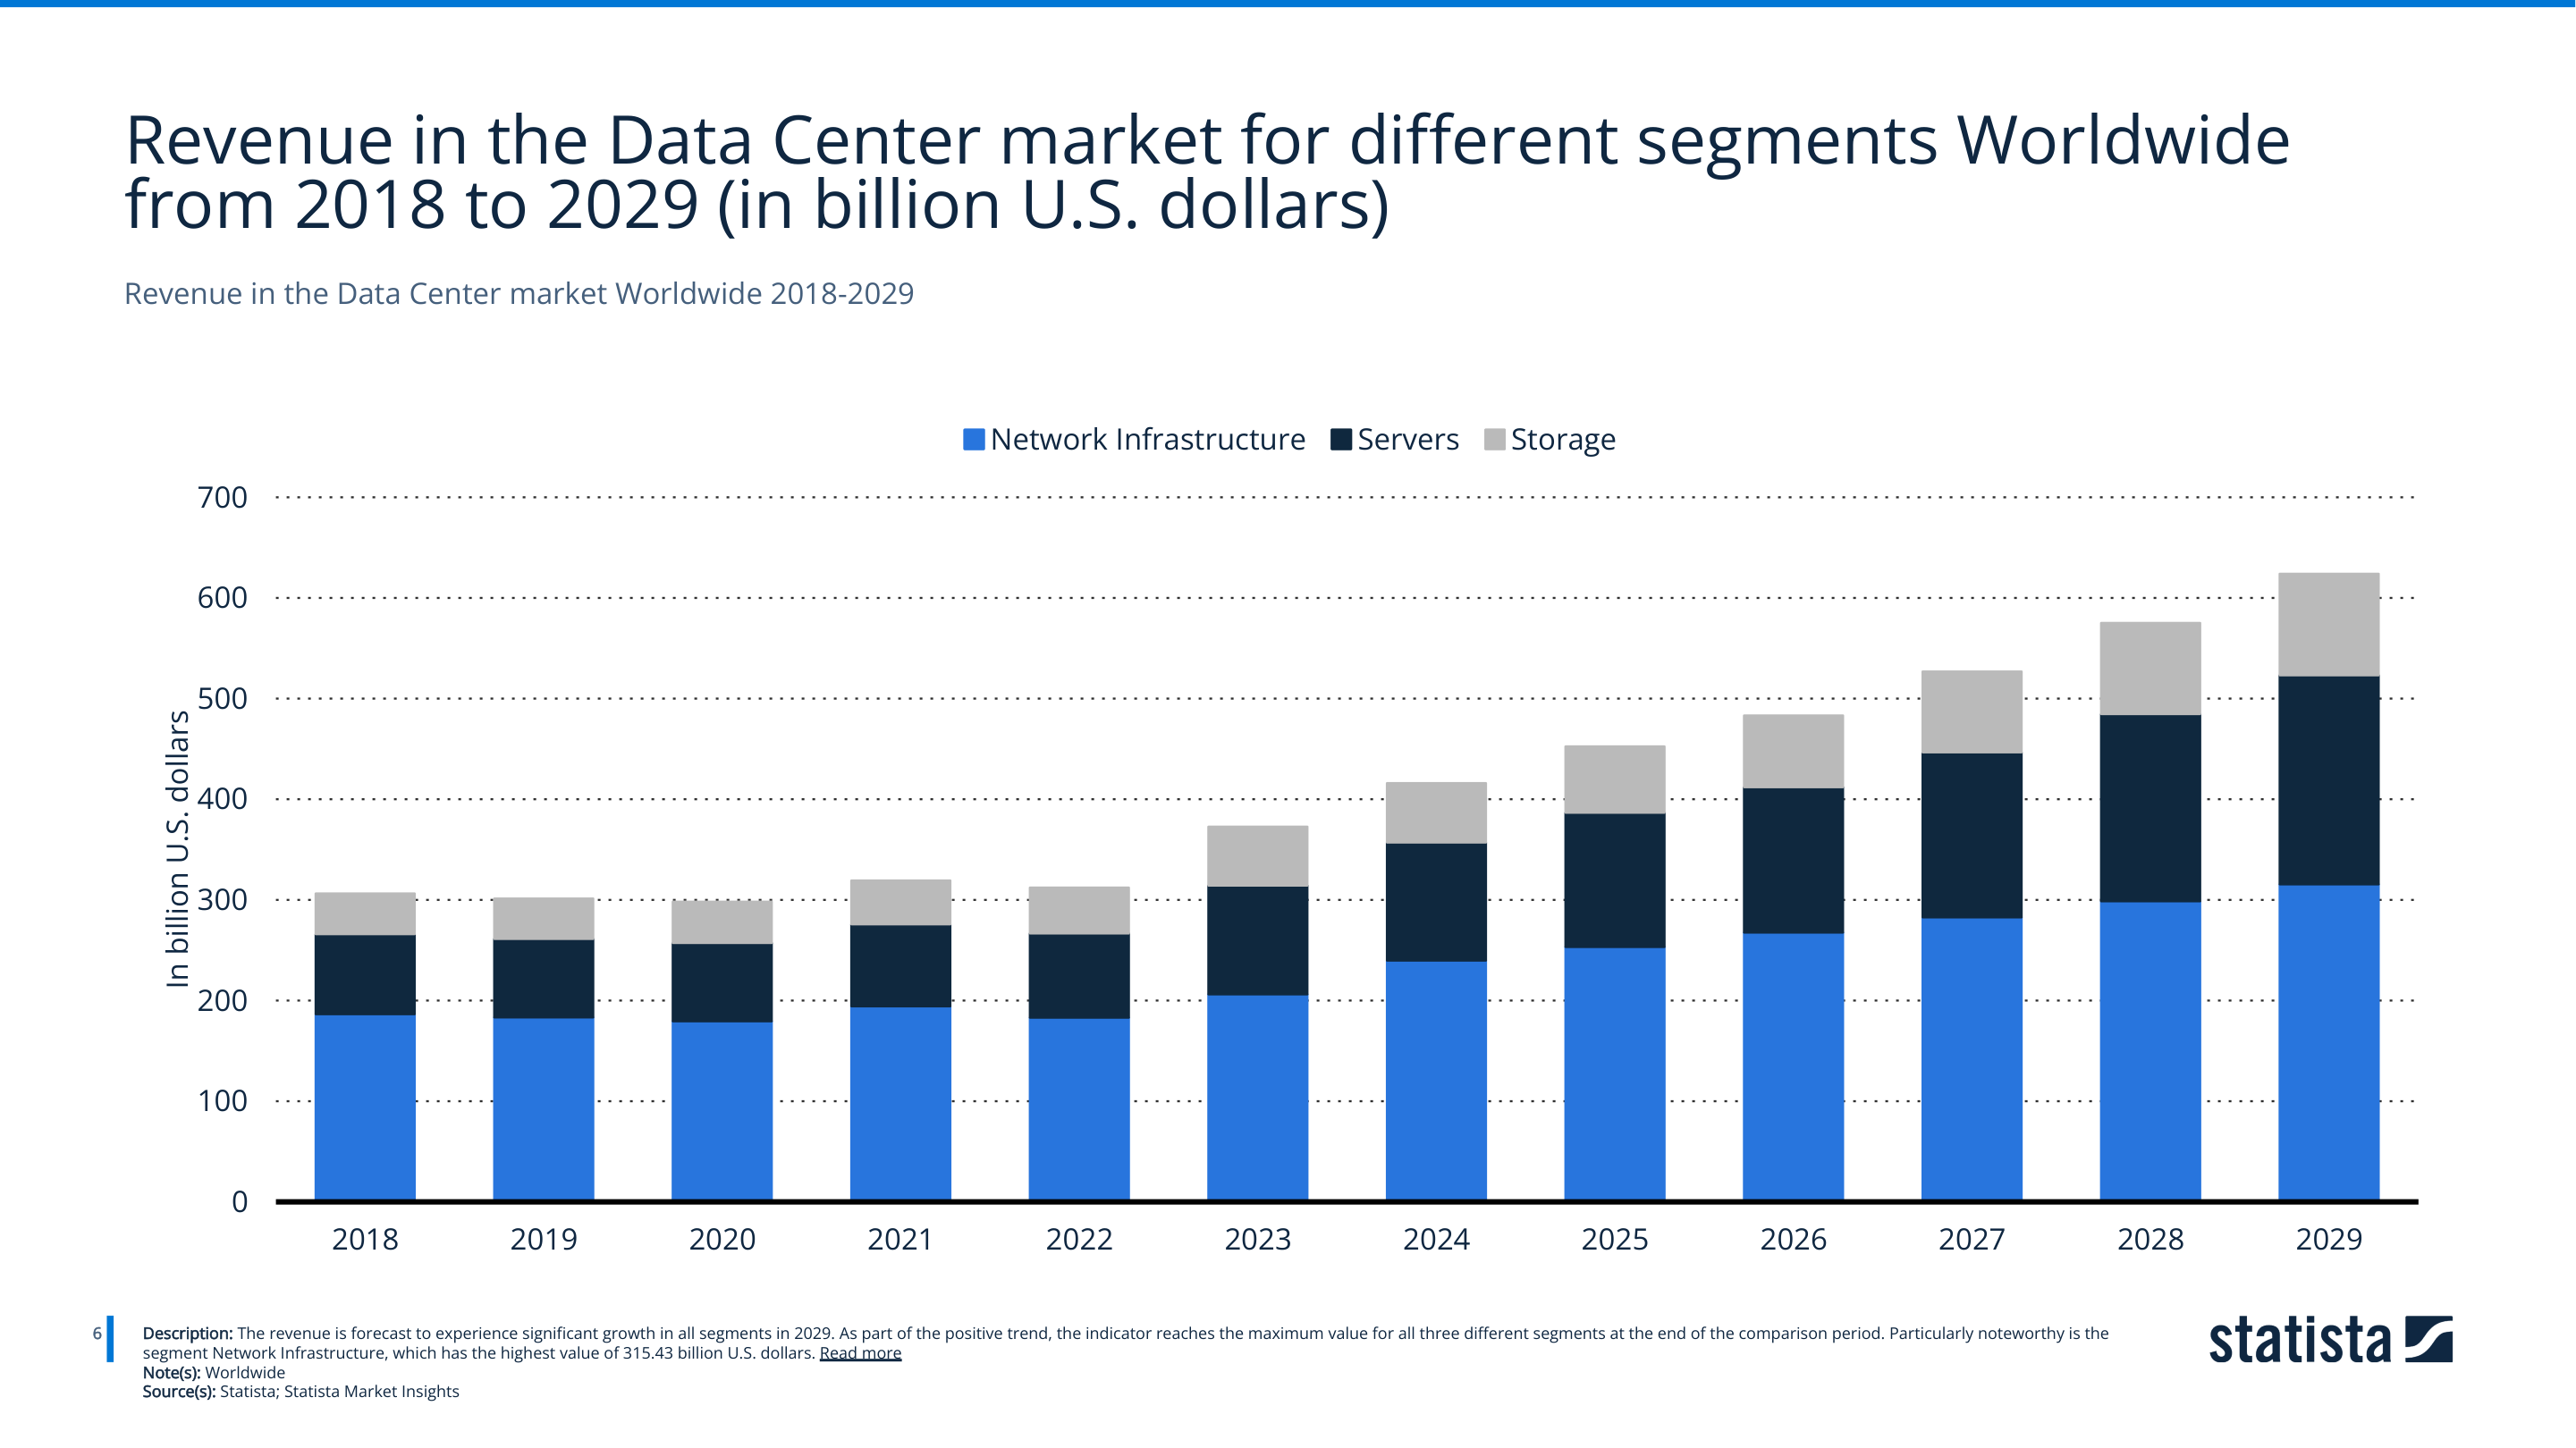 Revenue in the Data Center market for different segments Worldwide
from 2018 to 2029 (in billion U.S. dollars)
Revenue in the Data Center market Worldwide 2018-2029
Network Infrastructure Servers Storage
In billion U.S. dollars
700
600
500
400
300
200
100
0
2018 2019 2020 2021 2022 2023 2024 2025 2026 2027 2028 2029
6
Description: The revenue is forecast to experience significant growth in all segments in 2029. As part of the positive trend, the indicator reaches the maximum value for all three different segments at the end of the comparison period. Particularly noteworthy is the
segment Network Infrastructure, which has the highest value of 315.43 billion U.S. dollars. Read more
Note(s): Worldwide
Source(s): Statista; Statista Market Insights
statista